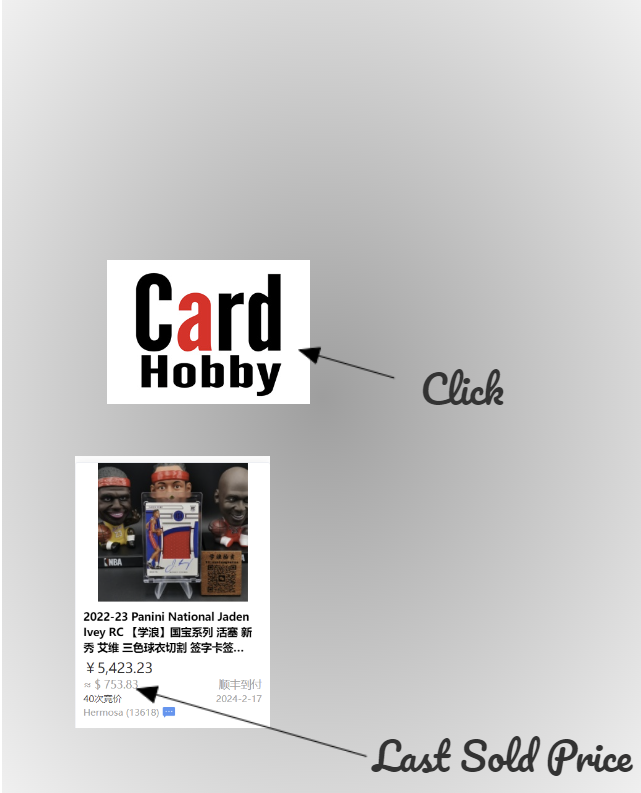 Card
Hobby
Click
NBA
2022-23 Panini National Jaden
Ivey RC 【学浪】国宝系列 活塞 新
秀 艾维 三色球衣切割 签字卡签...
￥5,423.23
≈ $ 753.83
顺丰到付
40次竞价
2024-2-17
Hermosa (13618)
Last Sold Price